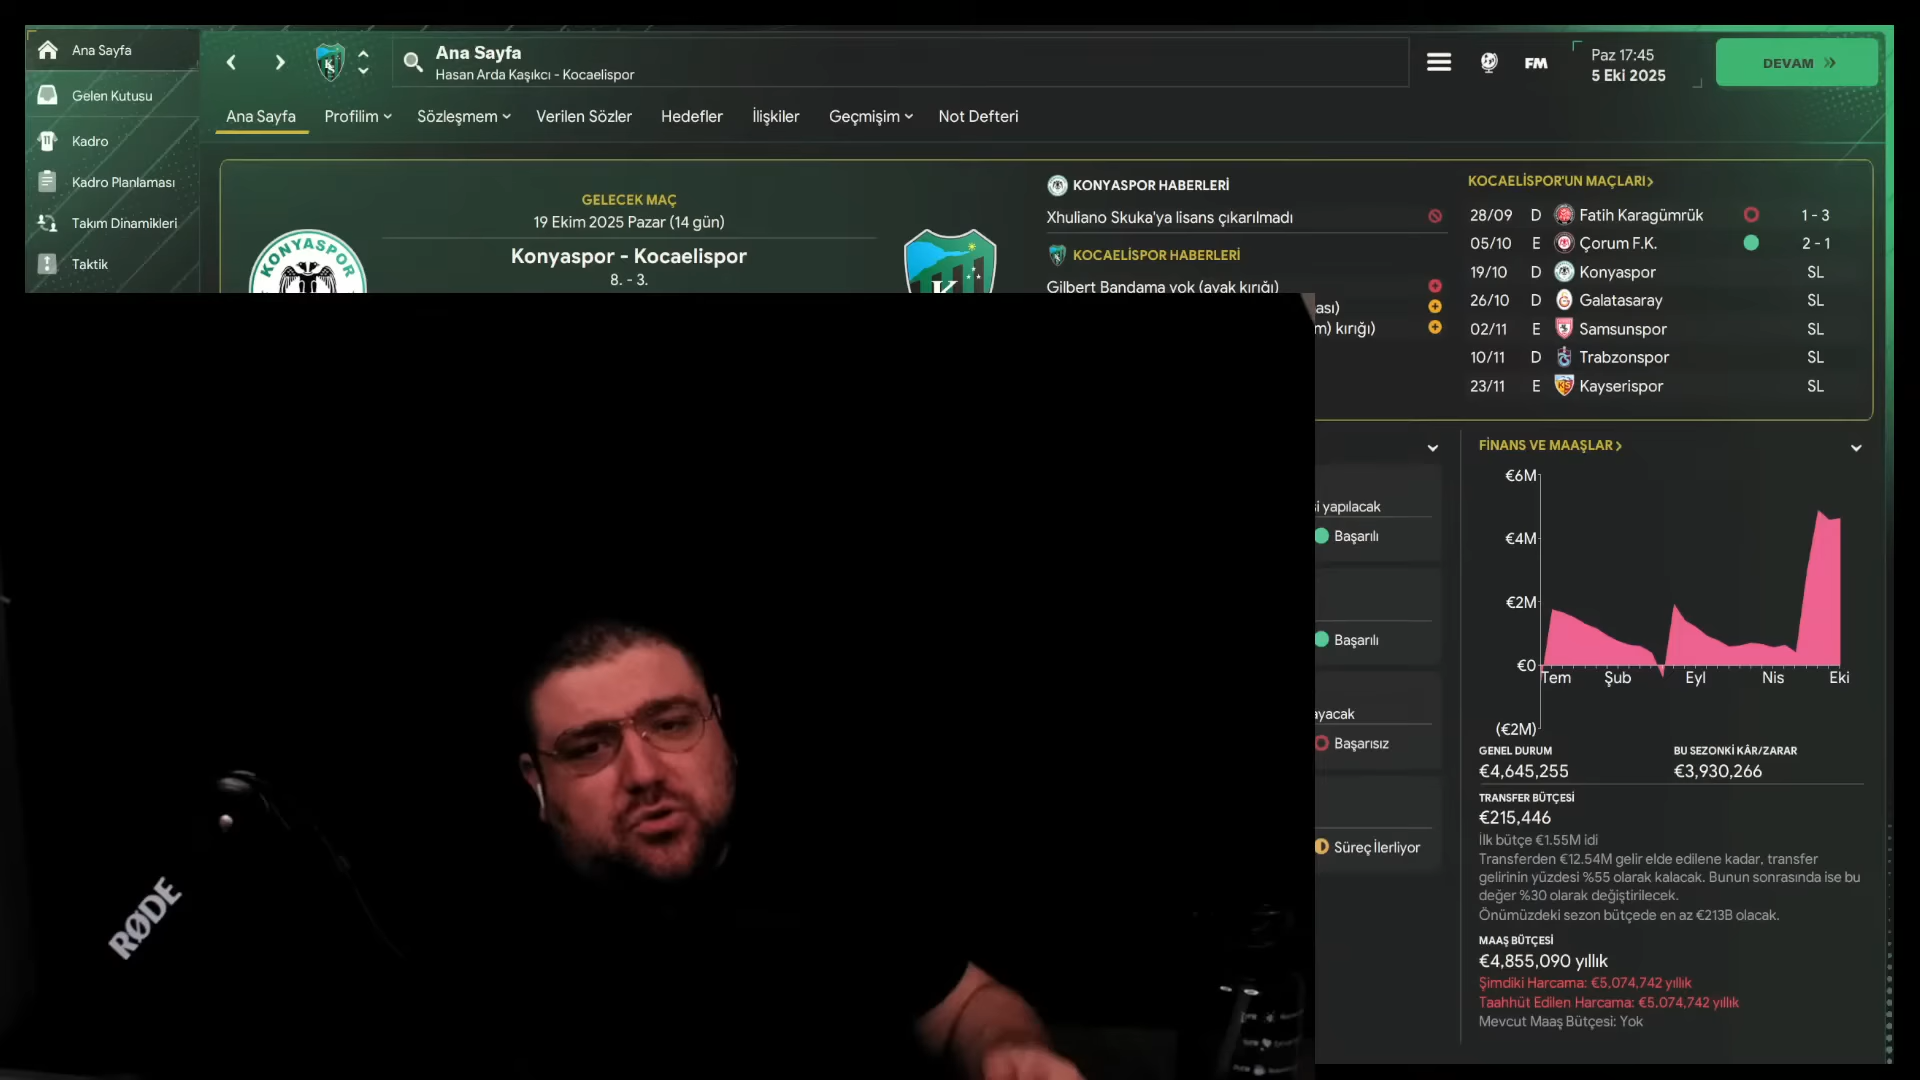 Ana Sayfa
Gelen Kutusu
Kadro
Kadro Planlaması
Takım Dinamikleri
Taktik
Ana Sayfa
Hasan Arda Kaşıkcı - Kocaelispor
FM
Paz 17:45
5 Eki 2025
DEVAM
Ana Sayfa
Profilim
Sözleşmem
Verilen Sözler
Hedefler
İlişkiler
Geçmişim
Not Defteri
GELECEK MAÇ
19 Ekim 2025 Pazar (14 gün)
Konyaspor - Kocaelispor
8. - 3.
KONYASPOR
KONYASPOR HABERLERİ
Xhuliano Skuka'ya lisans çıkarılmadı
KOCAELİSPOR HABERLERİ
Gilbert Bandama yok (ayak kırığı)
ası)
m) kırığı)
KOCAELİSPOR'UN MAÇLARI
28/09 D Fatih Karagümrük 1 - 3
05/10 E Çorum F.K. 2 - 1
19/10 D Konyaspor SL
26/10 D Galatasaray SL
02/11 E Samsunspor SL
10/11 D Trabzonspor SL
23/11 E Kayserispor SL
si yapılacak
Başarılı
Başarılı
ayacak
Başarısız
Süreç İlerliyor
FİNANS VE MAAŞLAR
€6M
€4M
€2M
€0
(€2M)
Tem Şub Eyl Nis Eki
GENEL DURUM
€4,645,255
BU SEZONKİ KÂR/ZARAR
€3,930,266
TRANSFER BÜTÇESİ
€215,446
İlk bütçe €1.55M idi
Transferden €12.54M gelir elde edilene kadar, transfer
gelirinin yüzdesi %55 olarak kalacak. Bunun sonrasında ise bu
değer %30 olarak değiştirilecek.
Önümüzdeki sezon bütçede en az €213B olacak.
MAAŞ BÜTÇESİ
€4,855,090 yıllık
Şimdiki Harcama: €5,074,742 yıllık
Taahhüt Edilen Harcama: €5,074,742 yıllık
Mevcut Maaş Bütçesi: Yok
RØDE